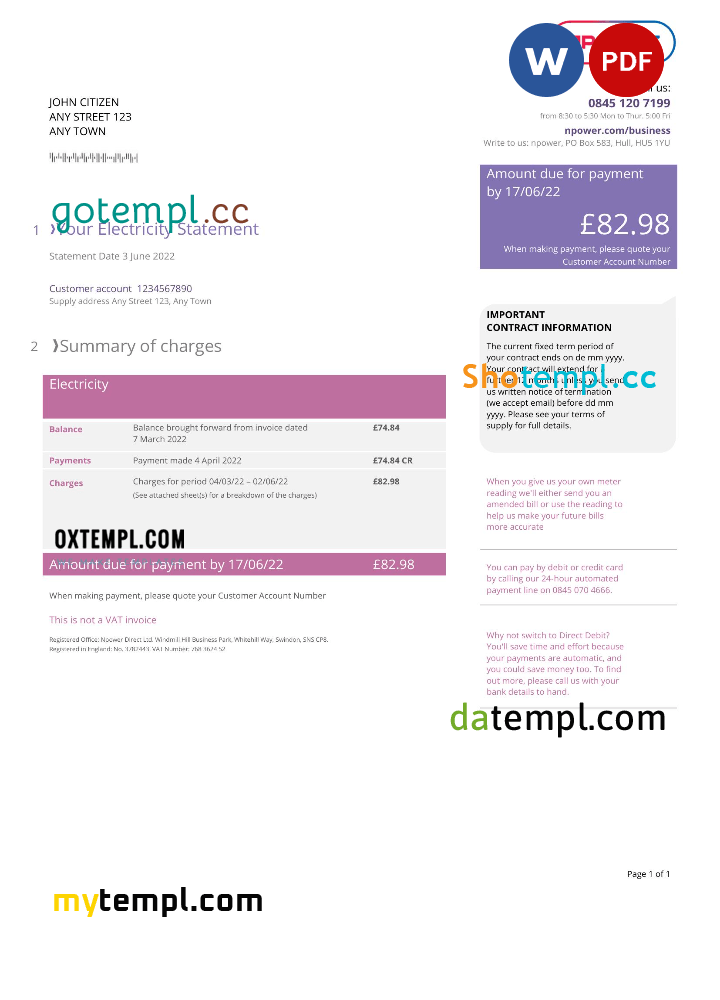 W
PDF
us:
0845 120 7199
from 8:30 to 5:30 Mon to Thur. 5:00 Fri
npower.com/business
Write to us: npower, PO Box 583, Hull, HU5 1YU
JOHN CITIZEN
ANY STREET 123
ANY TOWN
Amount due for payment
by 17/06/22
£82.98
When making payment, please quote your
Customer Account Number
gotempl.cc
1 Your Electricity Statement
Statement Date 3 June 2022
Customer account 1234567890
Supply address Any Street 123, Any Town
2 Summary of charges
Electricity
Balance Balance brought forward from invoice dated £74.84
7 March 2022
Payments Payment made 4 April 2022 £74.84 CR
Charges Charges for period 04/03/22 – 02/06/22 £82.98
(See attached sheet(s) for a breakdown of the charges)
OXTEMPL.COM
Amount due for payment by 17/06/22 £82.98
When making payment, please quote your Customer Account Number
This is not a VAT invoice
Registered Office: Npower Direct Ltd. Windmill Hill Business Park, Whitehill Way, Swindon, SN5 CP8.
Registered in England: No. 3782443. VAT Number: 768 3624 52
IMPORTANT
CONTRACT INFORMATION
The current fixed term period of
your contract ends on de mm yyyy.
Your contract will extend for
further 12 months unless you send
us written notice of termination
(we accept email) before dd mm
yyyy. Please see your terms of
supply for full details.
Shotempl.cc
When you give us your own meter
reading we'll either send you an
amended bill or use the reading to
help us make your future bills
more accurate
You can pay by debit or credit card
by calling our 24-hour automated
payment line on 0845 070 4666.
Why not switch to Direct Debit?
You'll save time and effort because
your payments are automatic, and
you could save money too. To find
out more, please call us with your
bank details to hand.
datempl.com
Page 1 of 1
mytempl.com